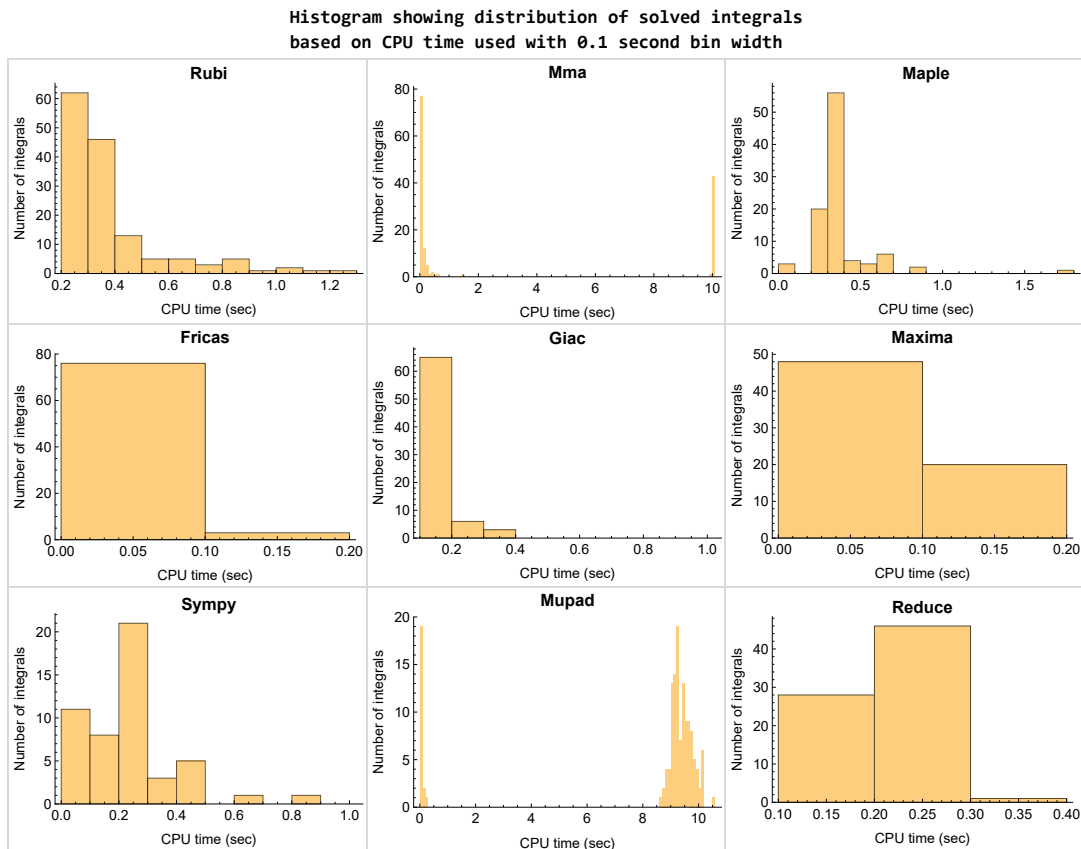 Histogram showing distribution of solved integrals
based on CPU time used with 0.1 second bin width
Rubi
Number of integrals
0
10
20
30
40
50
60
0.2 0.4 0.6 0.8 1.0 1.2
CPU time (sec)
Mma
Number of integrals
0
20
40
60
80
0 2 4 6 8 10
CPU time (sec)
Maple
Number of integrals
0
10
20
30
40
50
0.0 0.5 1.0 1.5
CPU time (sec)
Fricas
Number of integrals
0
20
40
60
80
0.00 0.05 0.10 0.15 0.20
CPU time (sec)
Giac
Number of integrals
0
10
20
30
40
50
60
0.2 0.4 0.6 0.8 1.0
CPU time (sec)
Maxima
Number of integrals
0
10
20
30
40
50
0.00 0.05 0.10 0.15 0.20
CPU time (sec)
Sympy
Number of integrals
0
5
10
15
20
0.0 0.2 0.4 0.6 0.8 1.0
CPU time (sec)
Mupad
Number of integrals
0
5
10
15
20
0 2 4 6 8 10
CPU time (sec)
Reduce
Number of integrals
0
10
20
30
40
0.10 0.15 0.20 0.25 0.30 0.35 0.40
CPU time (sec)